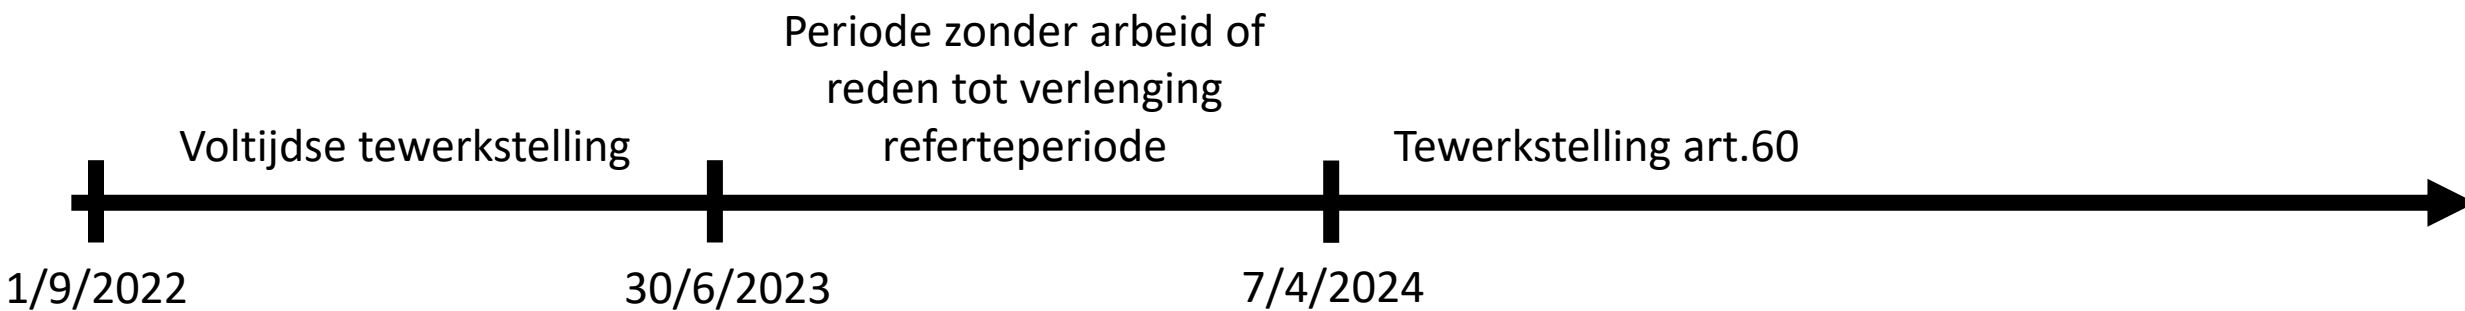 Periode zonder arbeid of
reden tot verlenging
referteperiode
Voltijdse tewerkstelling
Tewerkstelling art.60
1/9/2022
30/6/2023
7/4/2024